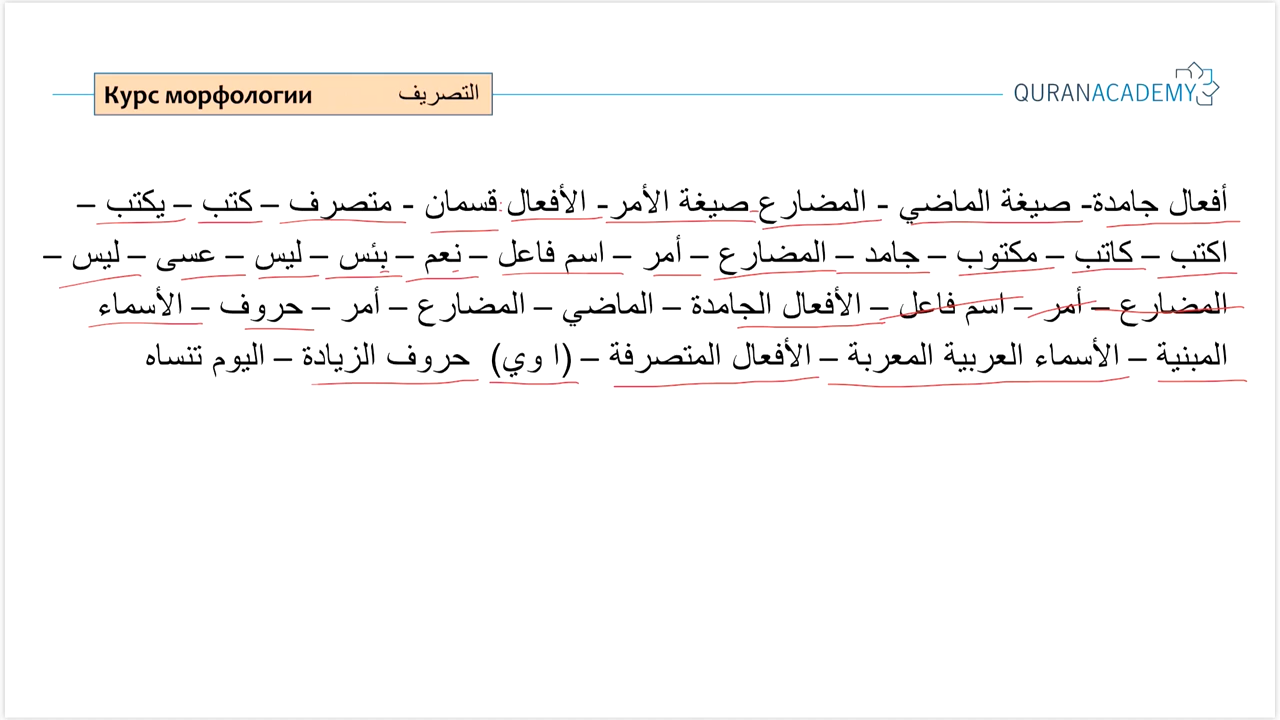 Курс морфологии التصريف
QURANACADEMY
أفعال جامدة- صيغة الماضي - المضارع صيغة الأمر- الأفعال قسمان - متصرف – كتب – يكتب –
اكتب – كاتب – مكتوب – جامد – المضارع – أمر – اسم فاعل – نعم – بئس – ليس – عسى – ليس –
المضارع – أمر – اسم فاعل – الأفعال الجامدة – الماضي – المضارع – أمر – حروف – الأسماء
المبنية – الأسماء العربية المعربة – الأفعال المتصرفة – (ا وي) حروف الزيادة – اليوم تنساه